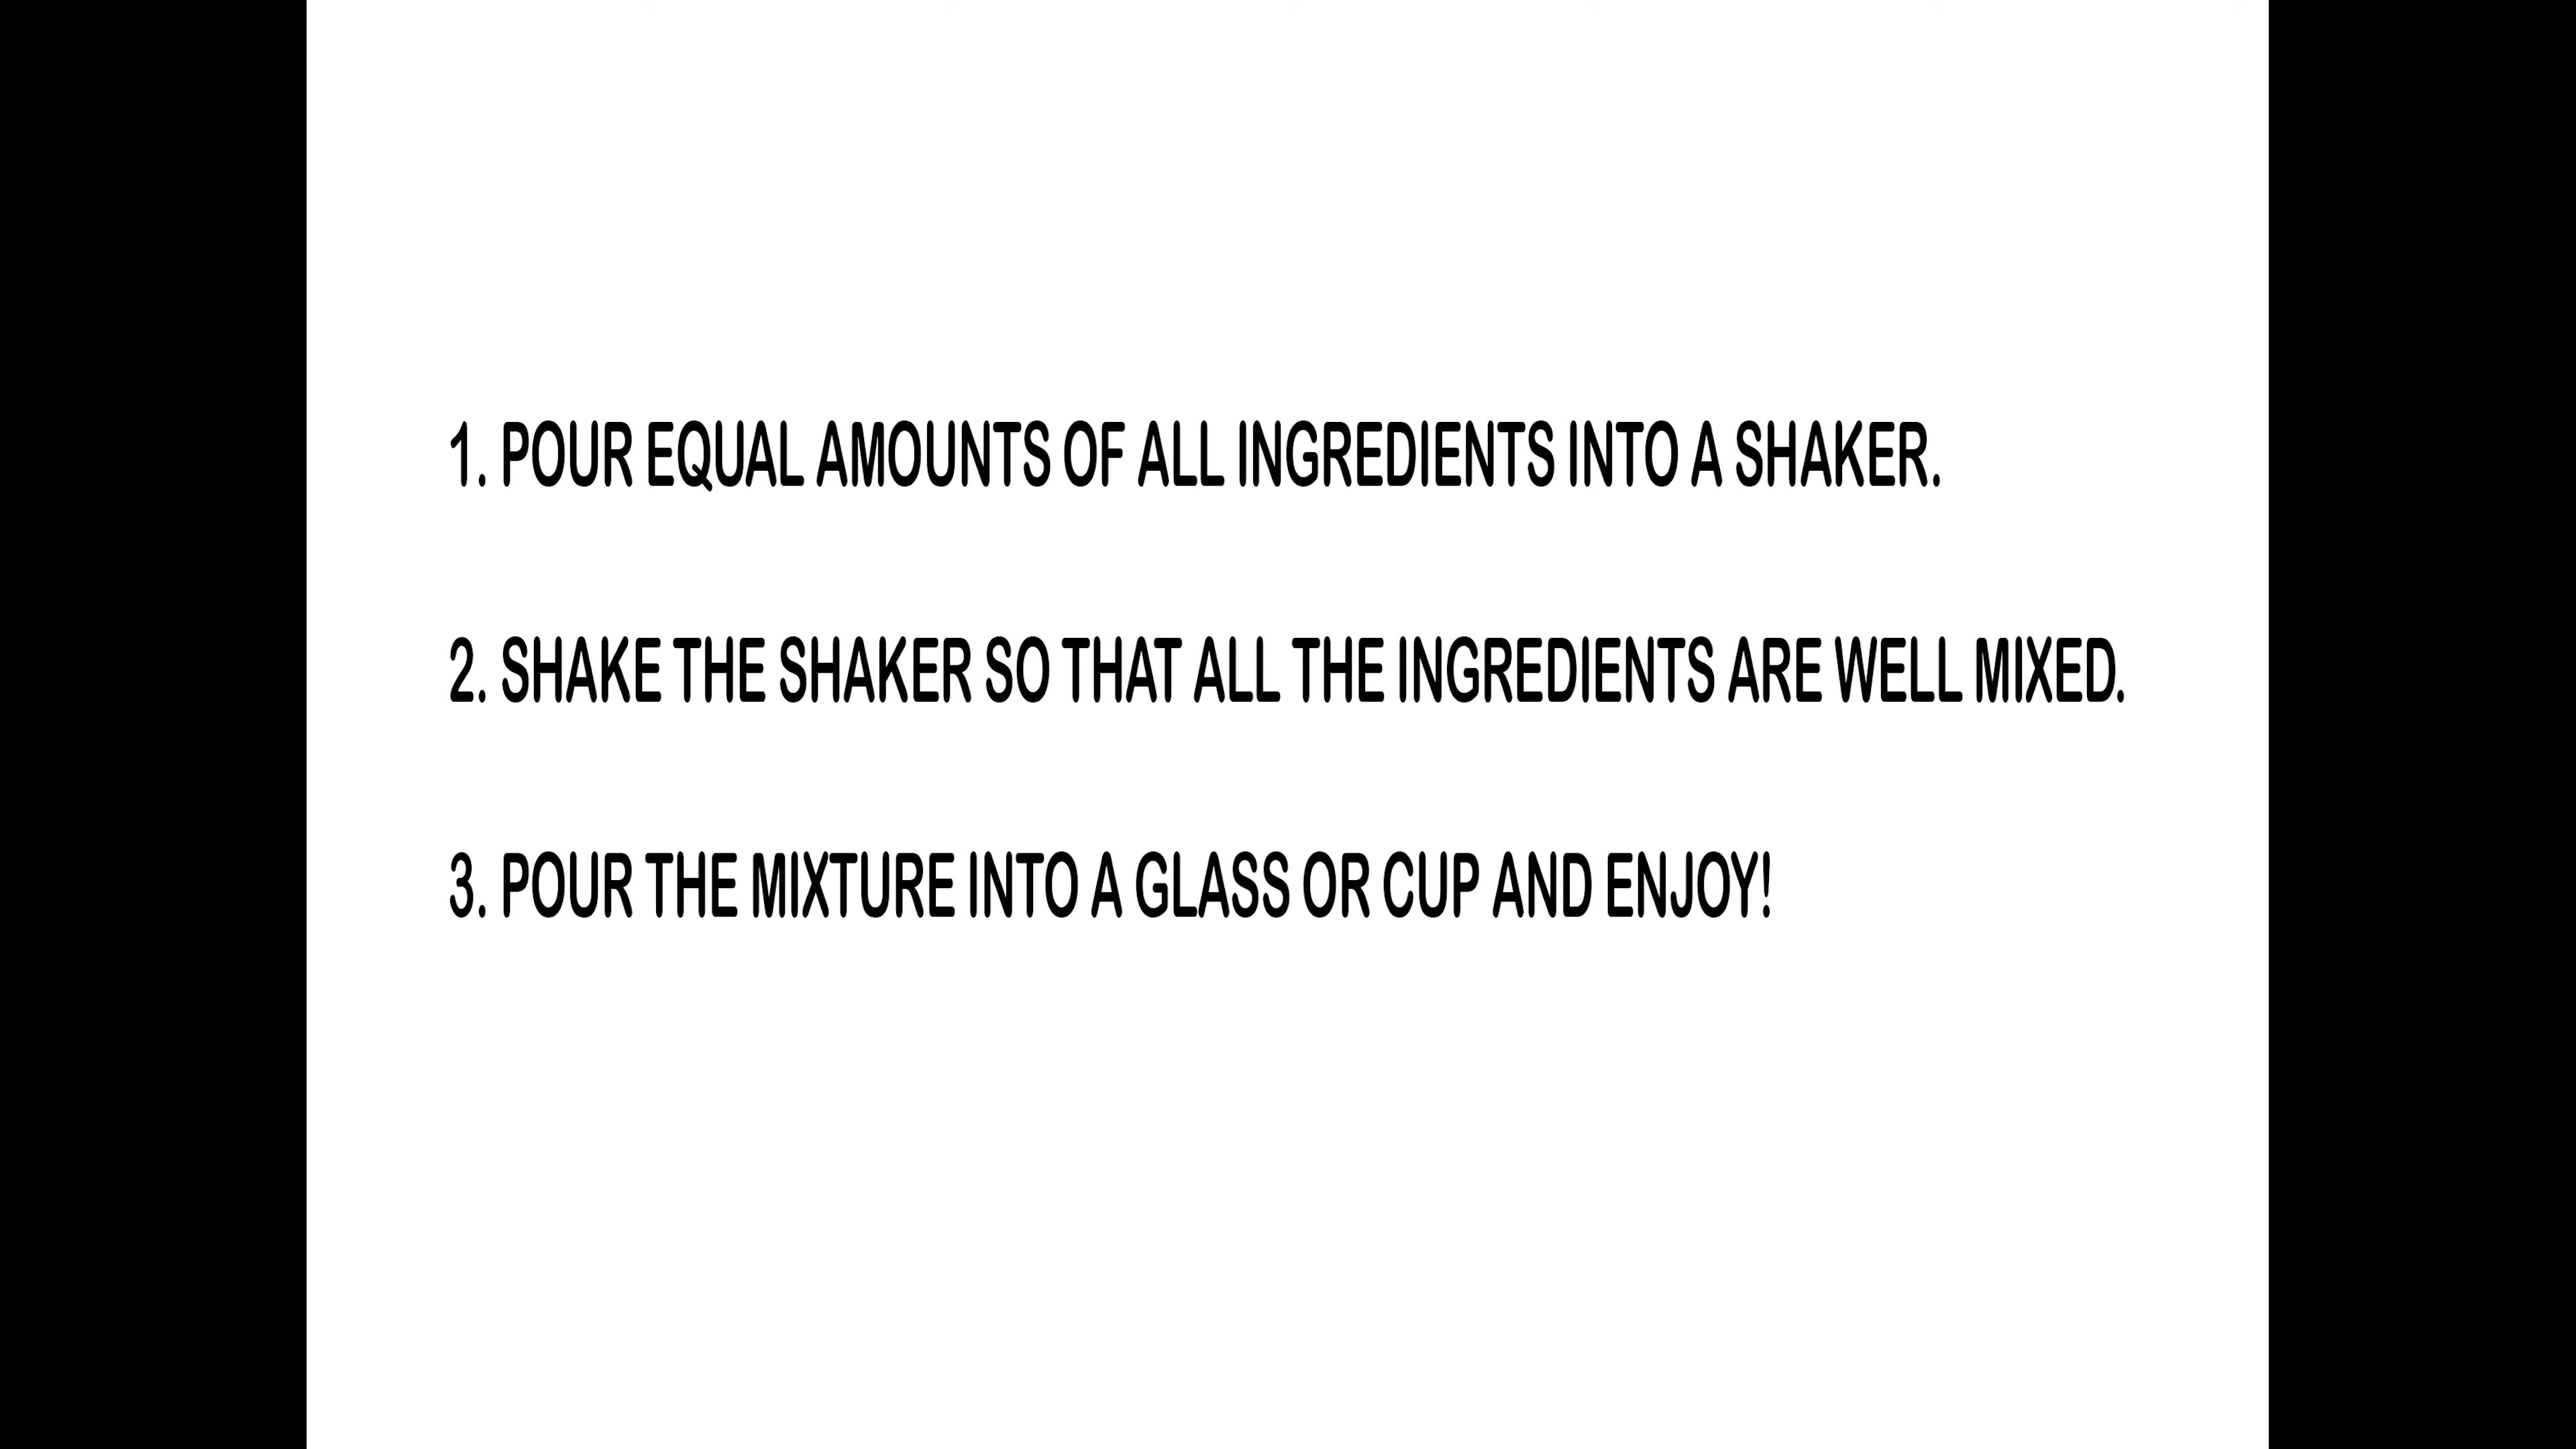 1. POUR EQUAL AMOUNTS OF ALL INGREDIENTS INTO A SHAKER.
2. SHAKE THE SHAKER SO THAT ALL THE INGREDIENTS ARE WELL MIXED.
3. POUR THE MIXTURE INTO A GLASS OR CUP AND ENJOY!